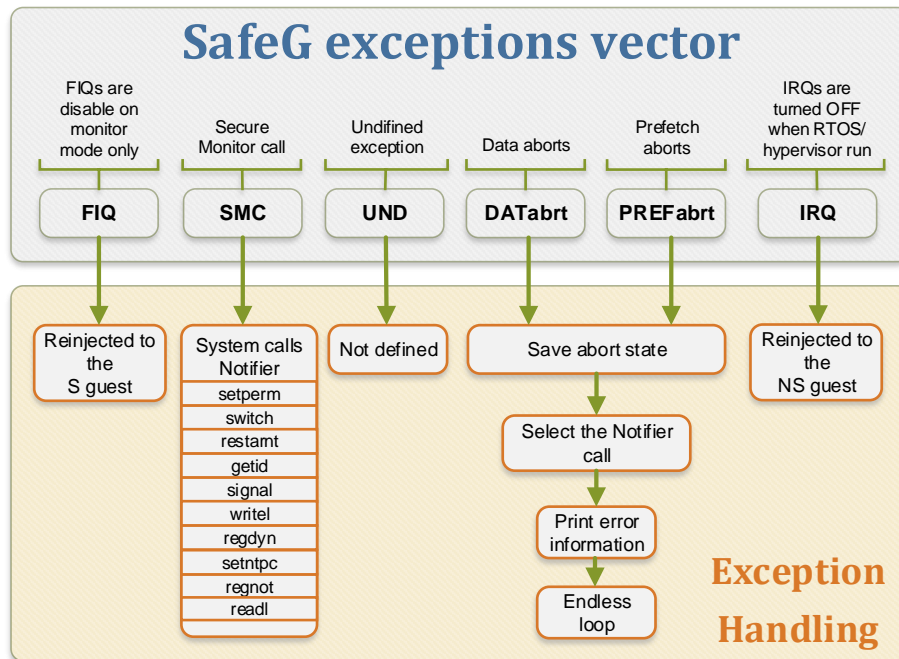 SafeG exceptions vector
FIQs are
disable on
monitor
mode only
Secure
Monitor call
Undifined
exception
Data aborts
Prefetch
aborts
IRQs are
turned OFF
when RTOS/
hypervisor run
FIQ
SMC
UND
DATabrt
PREFabrt
IRQ
Reinjected to
the
S guest
System calls
Notifier
setperm
switch
restamt
getid
signal
writel
regdyn
setntpc
regnot
readl
Not defined
Save abort state
Select the Notifier
call
Print error
information
Endless
loop
Reinjected to
the
NS guest
Exception
Handling